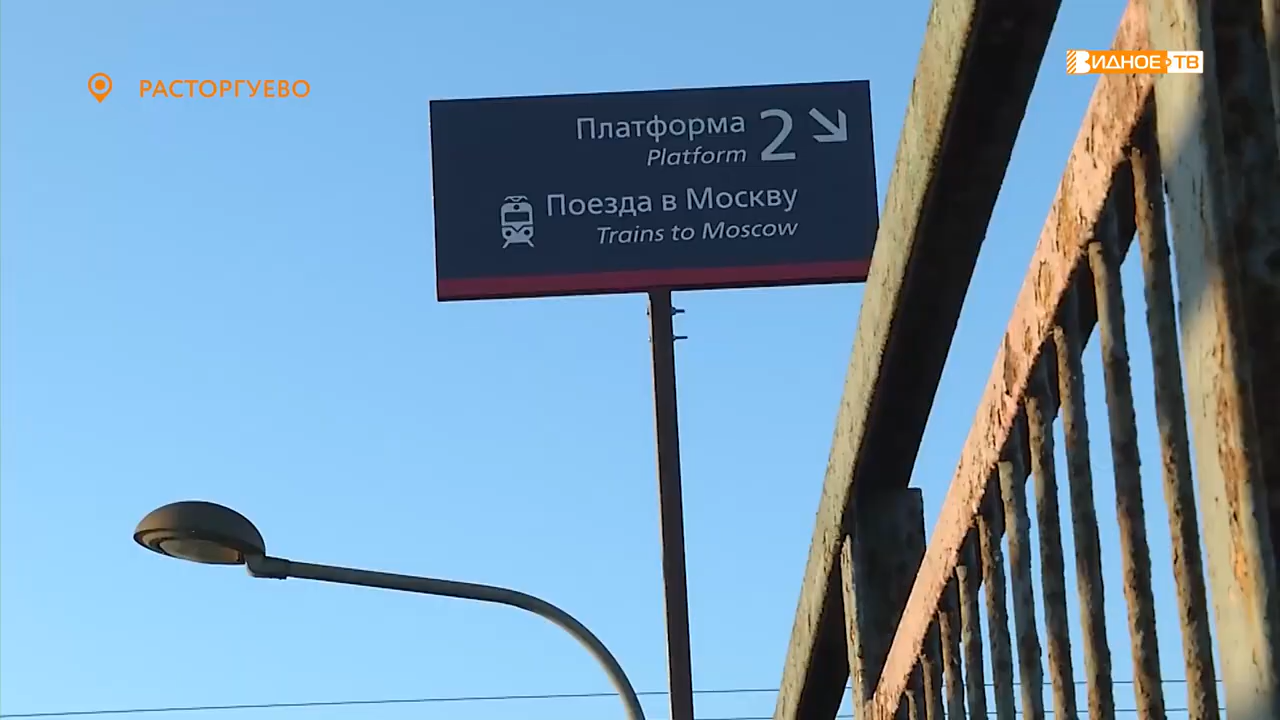 РАСТОРГУЕВО
ВИДНОЕ ТВ
Платформа 2
Platform
Поезда в Москву
Trains to Moscow